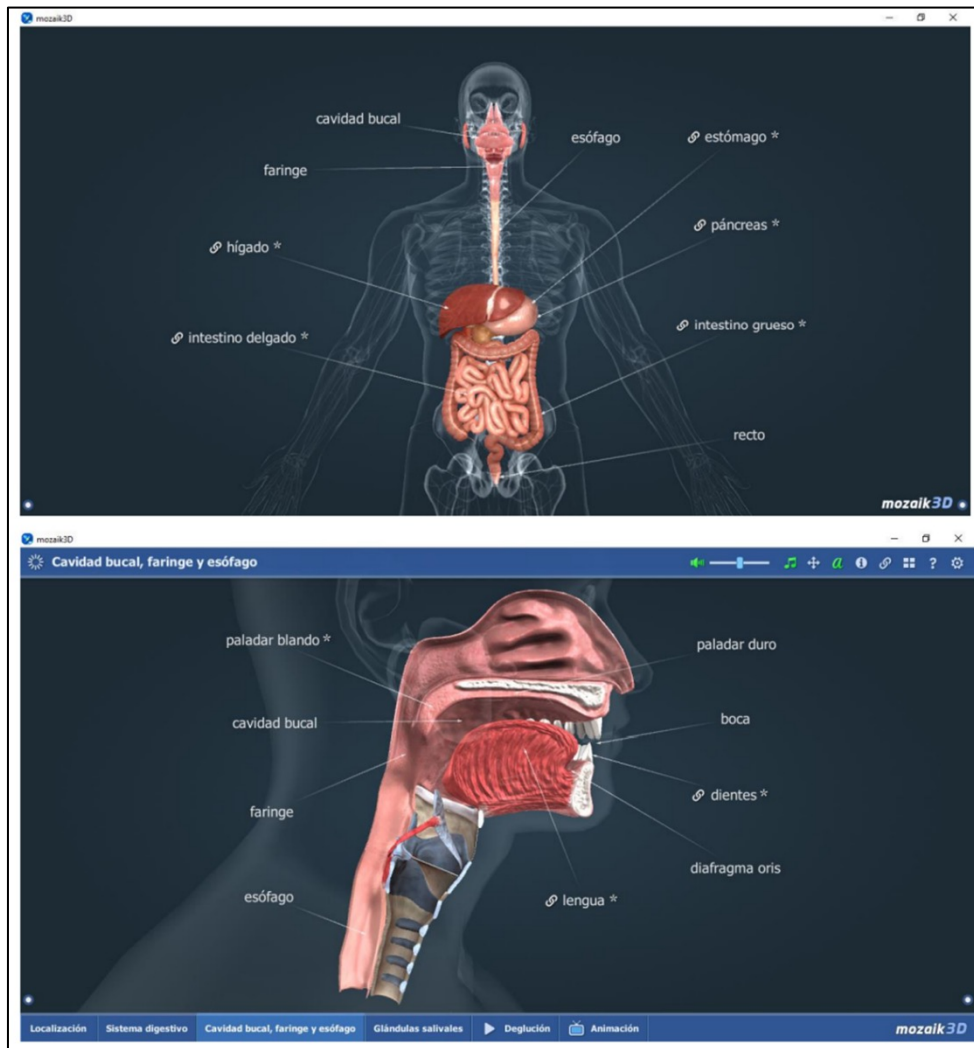 mozaik3D
cavidad bucal
esófago
estómago *
faringe
páncreas *
hígado *
intestino delgado *
intestino grueso *
recto
mozaik3D
mozaik3D
Cavidad bucal, faringe y esófago
a
?
paladar blando *
paladar duro
cavidad bucal
boca
faringe
dientes *
diafragma oris
esófago
lengua *
Localización Sistema digestivo Cavidad bucal, faringe y esófago Glándulas salivales Deglución Animación mozaik3D